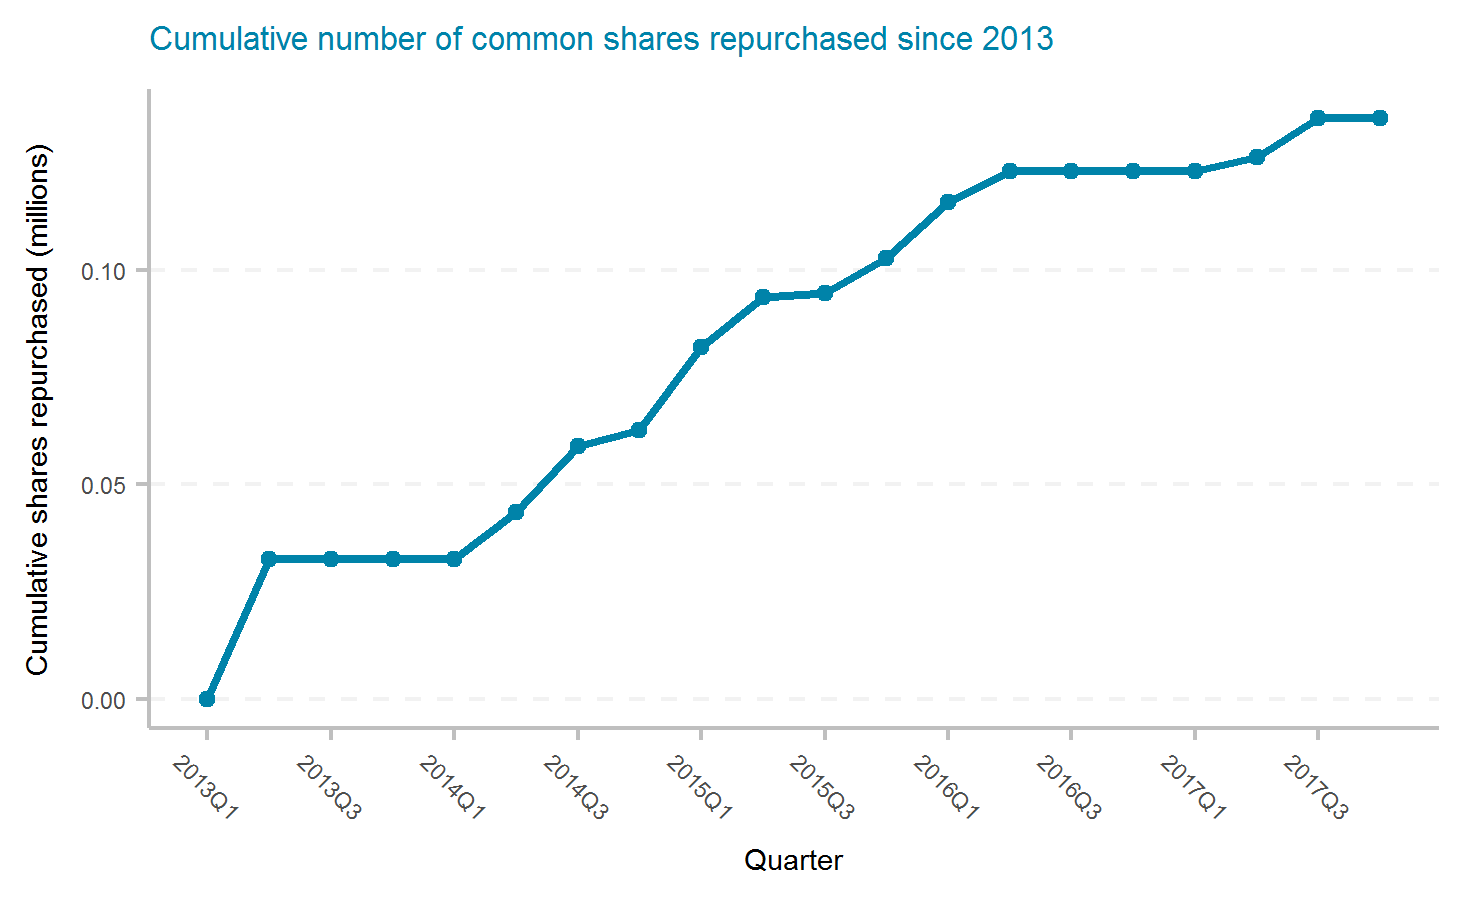 Cumulative number of common shares repurchased since 2013
Cumulative shares repurchased (millions)
0.10
0.05
0.00
2013Q1
2013Q3
2014Q1
2014Q3
2015Q1
2015Q3
2016Q1
2016Q3
2017Q1
2017Q3
Quarter